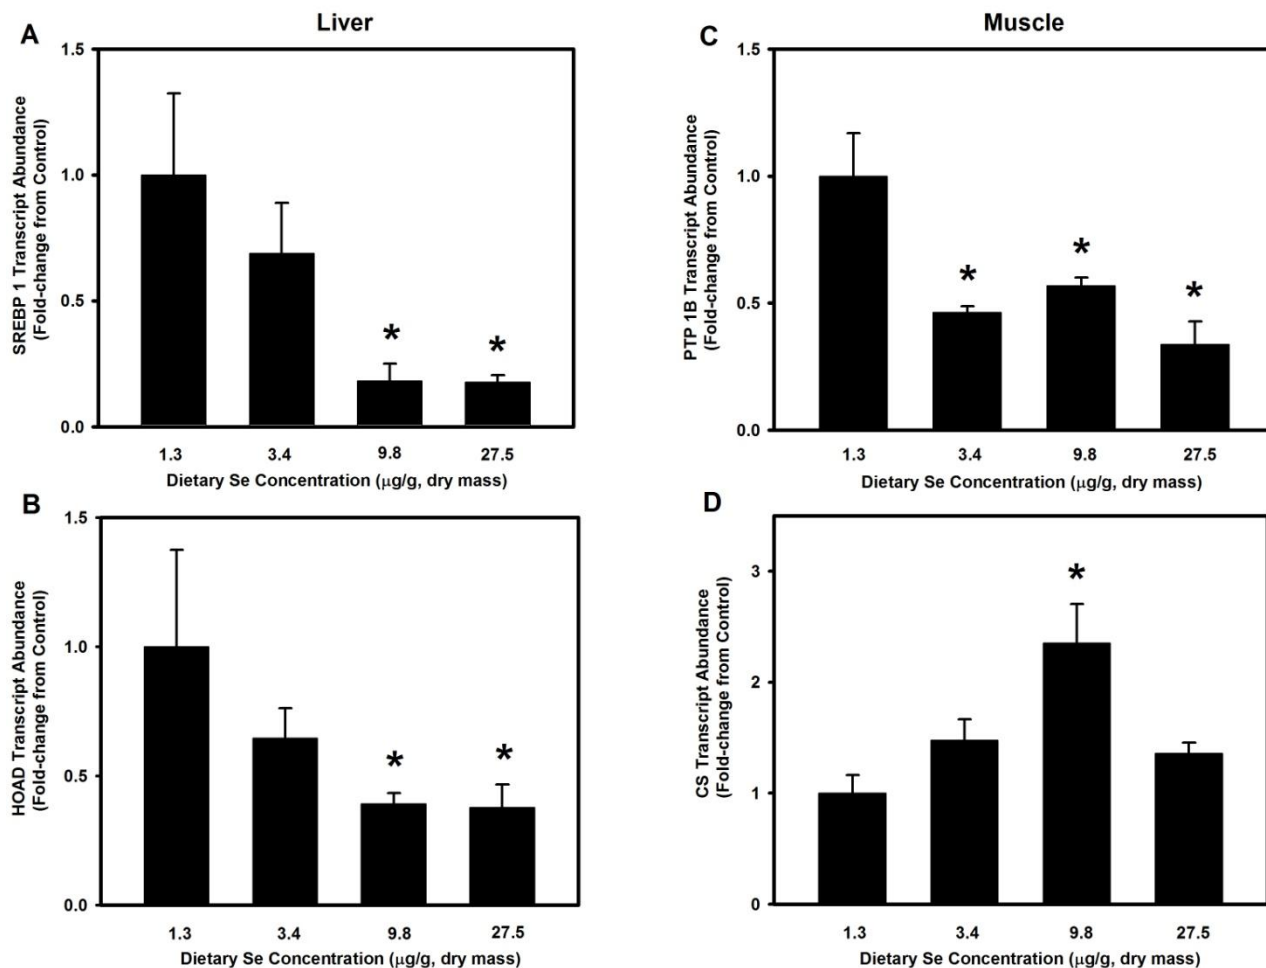 Liver
A
SREBP 1 Transcript Abundance
(Fold-change from Control)
1.5
1.0
0.5
0.0
*
*
1.3 3.4 9.8 27.5
Dietary Se Concentration (μg/g, dry mass)
B
HOAD Transcript Abundance
(Fold-change from Control)
1.5
1.0
0.5
0.0
*
*
1.3 3.4 9.8 27.5
Dietary Se Concentration (μg/g, dry mass)
Muscle
C
PTP 1B Transcript Abundance
(Fold-change from Control)
1.5
1.0
0.5
0.0
*
*
*
1.3 3.4 9.8 27.5
Dietary Se Concentration (μg/g, dry mass)
D
CS Transcript Abundance
(Fold-change from Control)
3
2
1
0
*
1.3 3.4 9.8 27.5
Dietary Se Concentration (μg/g, dry mass)